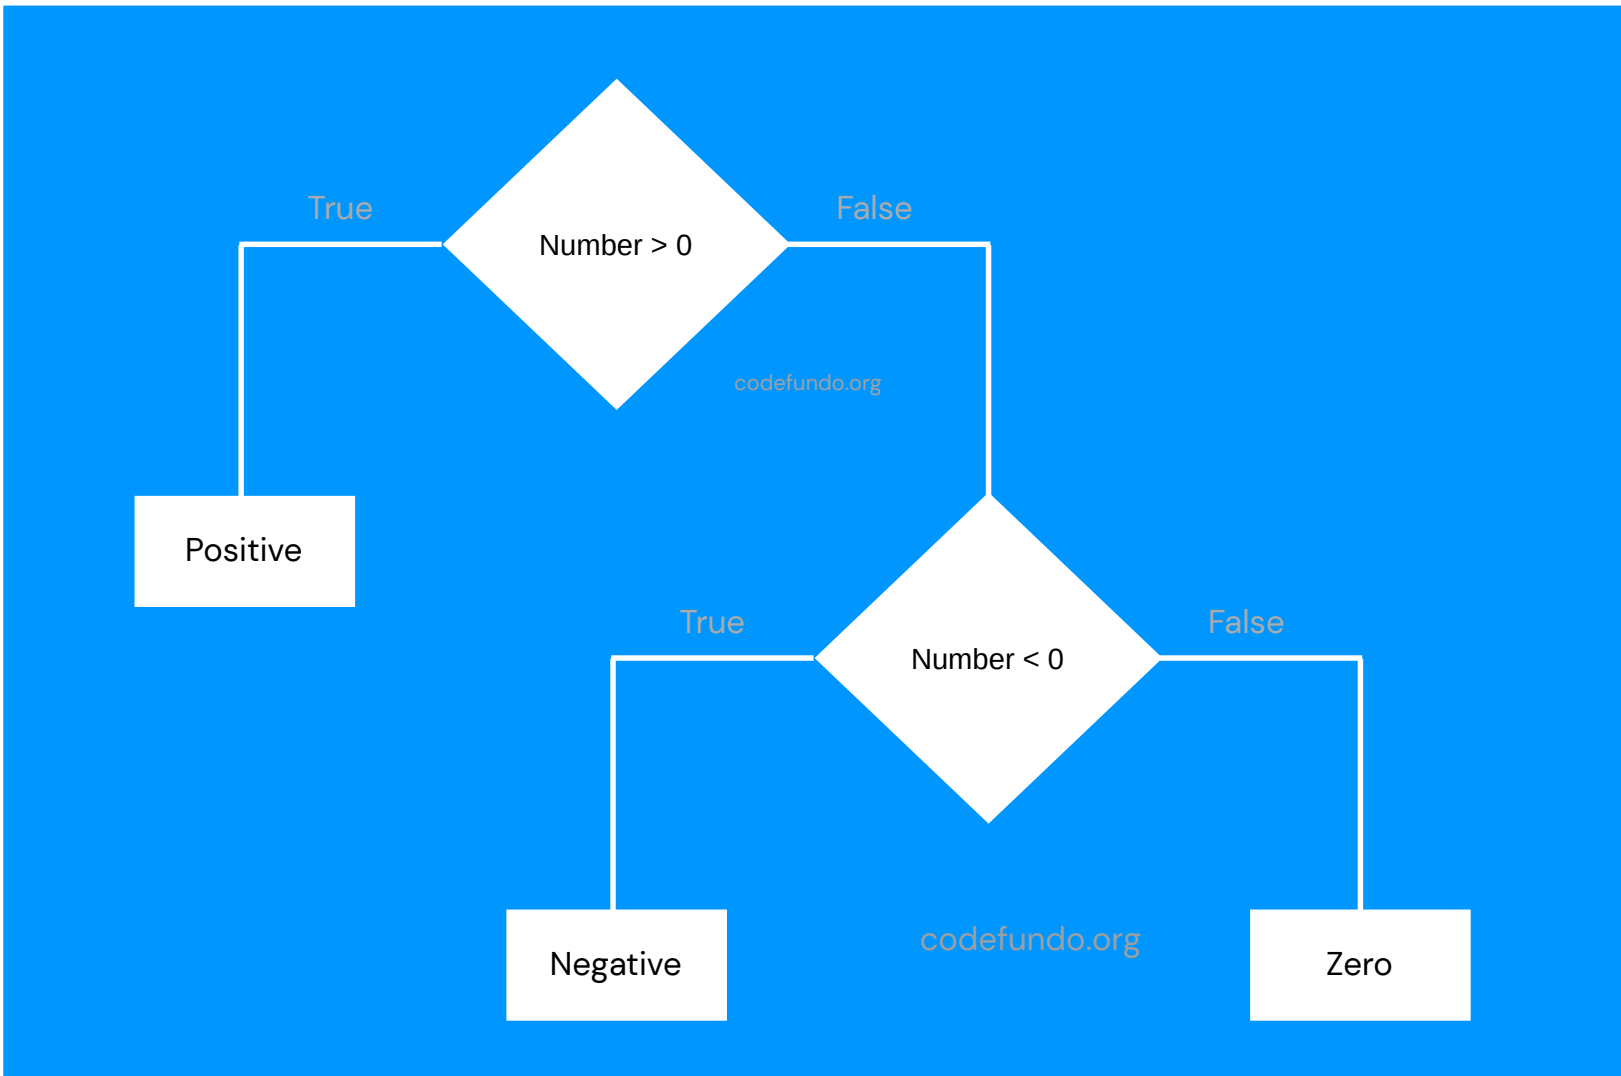 True
False
Number > 0
codefundo.org
Positive
True
False
Number < 0
codefundo.org
Negative
Zero